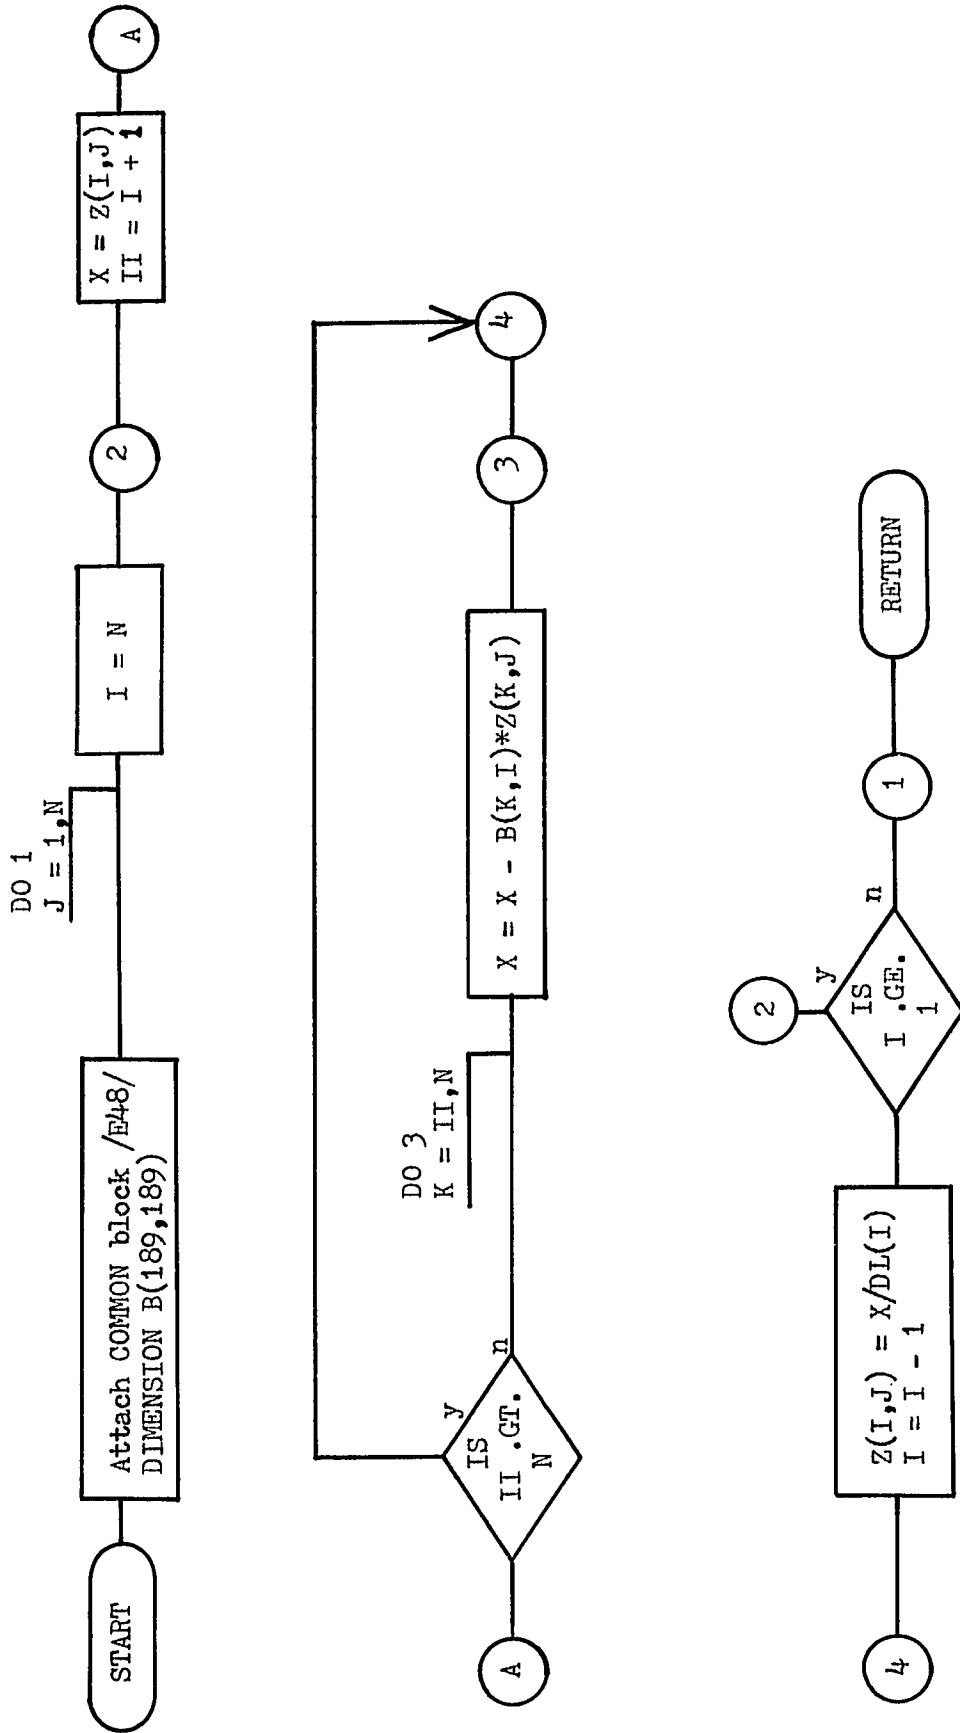 START
Attach COMMON block /E48/
DIMENSION B(189,189)
DO 1
J = 1,N
I = N
2
X = Z(I,J)
II = I + 1
A
A
IS
II .GT.
N
y
n
DO 3
K = II,N
X = X - B(K,I)*Z(K,J)
3
4
4
Z(I,J) = X/DL(I)
I = I - 1
IS
I .GE.
1
y
2
n
1
RETURN